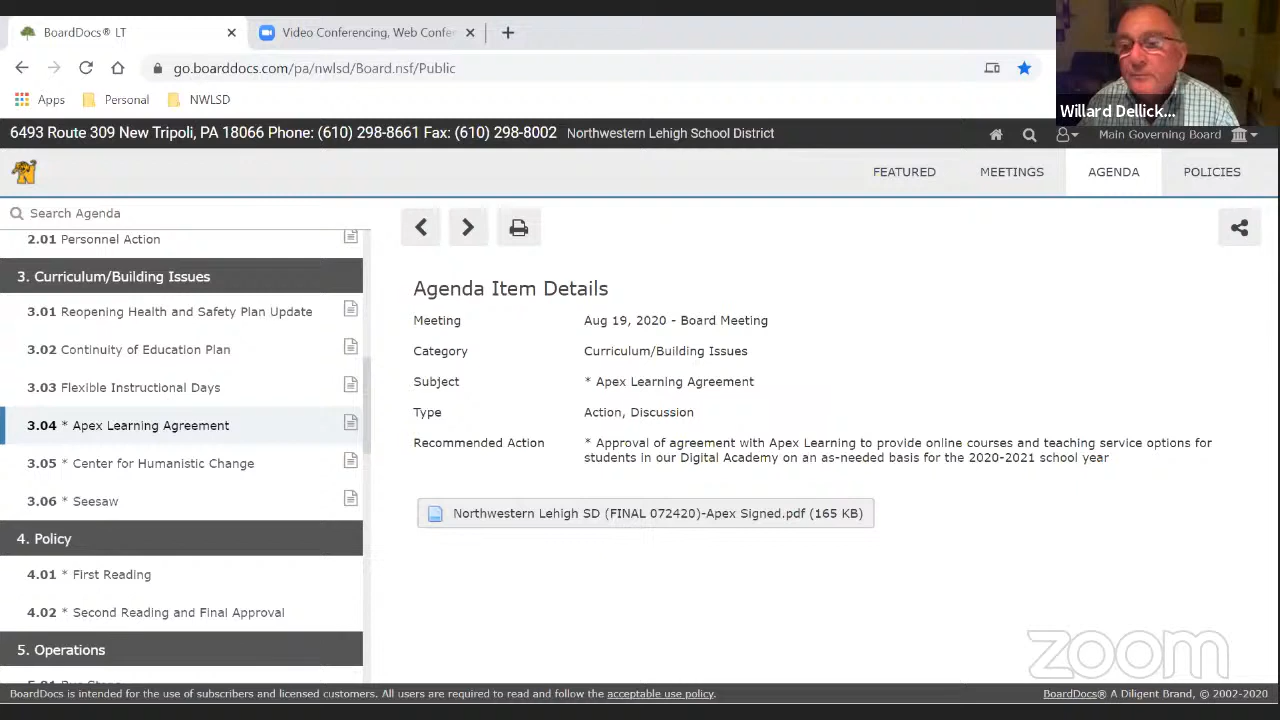 BoardDocs® LT
Video Conferencing, Web Confe
go.boarddocs.com/pa/nwlsd/Board.nsf/Public
Apps
Personal
NWLSD
Willard Dellick...
6493 Route 309 New Tripoli, PA 18066 Phone: (610) 298-8661 Fax: (610) 298-8002 Northwestern Lehigh School District
Main Governing Board
FEATURED
MEETINGS
AGENDA
POLICIES
Search Agenda
2.01 Personnel Action
3. Curriculum/Building Issues
3.01 Reopening Health and Safety Plan Update
3.02 Continuity of Education Plan
3.03 Flexible Instructional Days
3.04 * Apex Learning Agreement
3.05 * Center for Humanistic Change
3.06 * Seesaw
4. Policy
4.01 * First Reading
4.02 * Second Reading and Final Approval
5. Operations
Agenda Item Details
Meeting Aug 19, 2020 - Board Meeting
Category Curriculum/Building Issues
Subject * Apex Learning Agreement
Type Action, Discussion
Recommended Action * Approval of agreement with Apex Learning to provide online courses and teaching service options for
students in our Digital Academy on an as-needed basis for the 2020-2021 school year
Northwestern Lehigh SD (FINAL 072420)-Apex Signed.pdf (165 KB)
zoom
BoardDocs is intended for the use of subscribers and licensed customers. All users are required to read and follow the acceptable use policy.
BoardDocs® A Diligent Brand, © 2002-2020